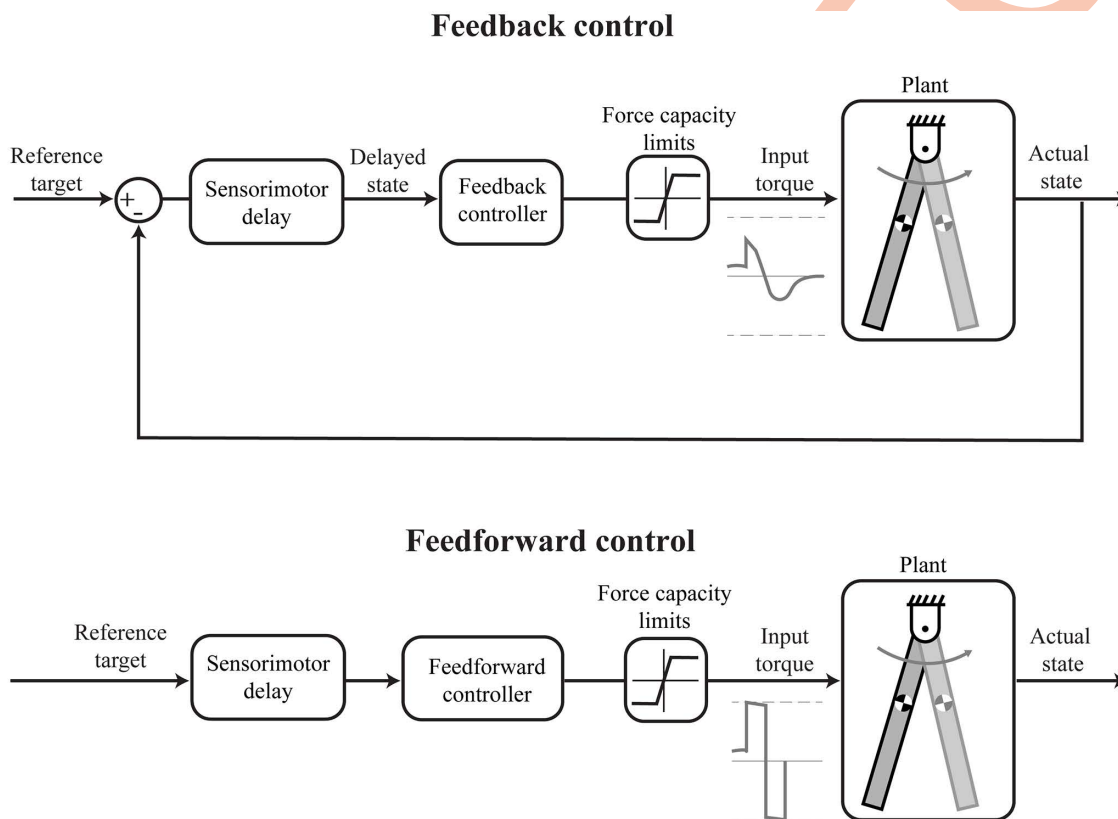 Feedback control
Plant
Force capacity
limits
Reference
target
+
-
Sensorimotor
delay
Delayed
state
Feedback
controller
Input
torque
Actual
state
Feedforward control
Plant
Force capacity
limits
Reference
target
Sensorimotor
delay
Feedforward
controller
Input
torque
Actual
state